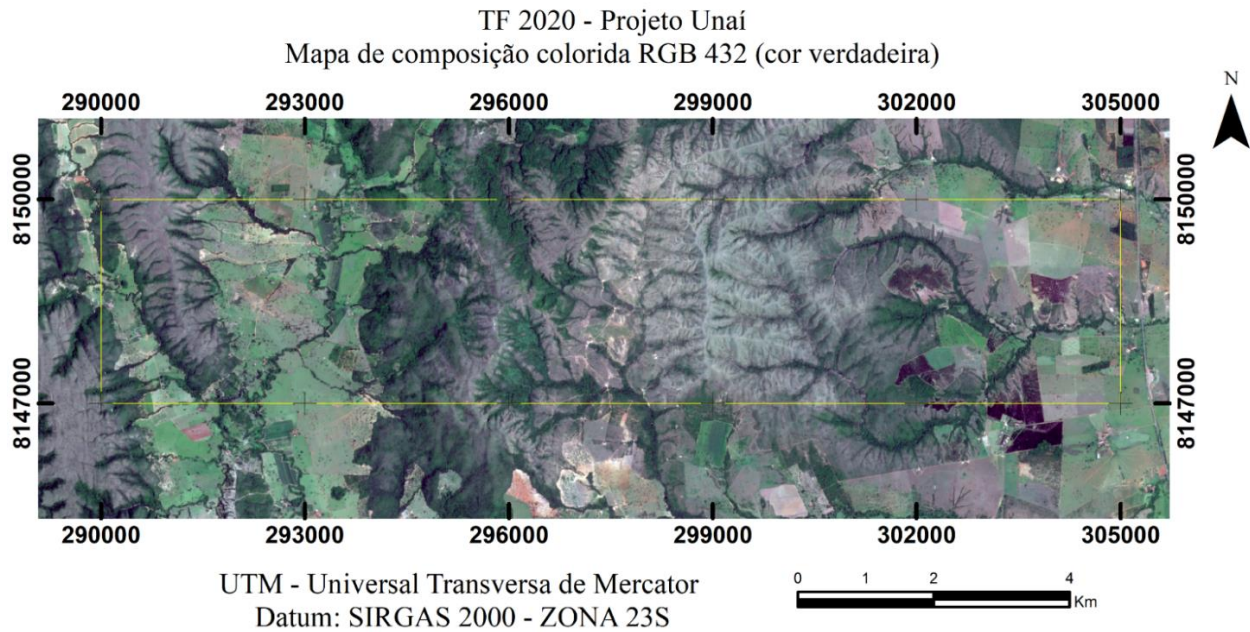 TF 2020 - Projeto Unaí
Mapa de composição colorida RGB 432 (cor verdadeira)
N
290000 293000 296000 299000 302000 305000
8150000 8150000
8147000 8147000
290000 293000 296000 299000 302000 305000
UTM - Universal Transversa de Mercator
Datum: SIRGAS 2000 - ZONA 23S
0 1 2 4
Km